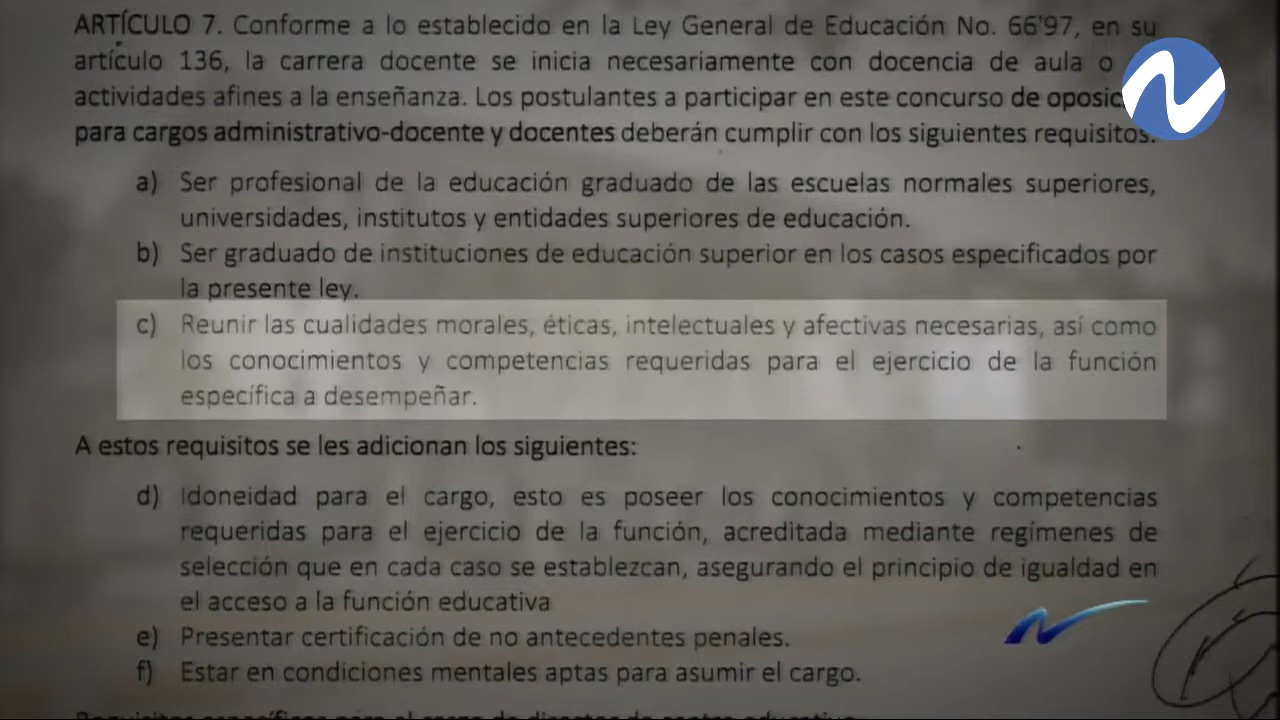 ARTÍCULO 7. Conforme a lo establecido en la Ley General de Educación No. 66'97, en su
artículo 136, la carrera docente se inicia necesariamente con docencia de aula o
actividades afines a la enseñanza. Los postulantes a participar en este concurso de oposic
para cargos administrativo-docente y docentes deberán cumplir con los siguientes requisitos:
a) Ser profesional de la educación graduado de las escuelas normales superiores,
universidades, institutos y entidades superiores de educación.
b) Ser graduado de instituciones de educación superior en los casos especificados por
la presente ley.
c) Reunir las cualidades morales, éticas, intelectuales y afectivas necesarias, así como
los conocimientos y competencias requeridas para el ejercicio de la función
específica a desempeñar.
A estos requisitos se les adicionan los siguientes:
d) Idoneidad para el cargo, esto es poseer los conocimientos y competencias
requeridas para el ejercicio de la función, acreditada mediante regímenes de
selección que en cada caso se establezcan, asegurando el principio de igualdad en
el acceso a la función educativa
e) Presentar certificación de no antecedentes penales.
f) Estar en condiciones mentales aptas para asumir el cargo.